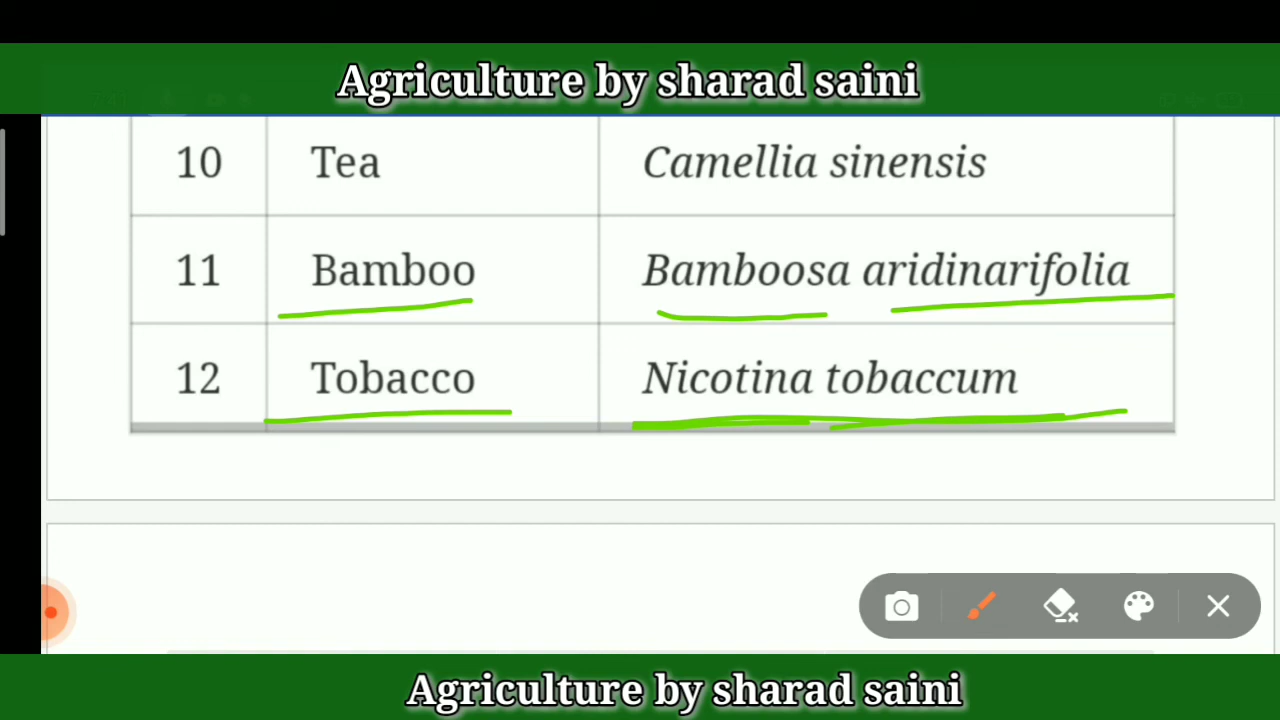 Agriculture by sharad saini
10 Tea Camellia sinensis
11 Bamboo Bamboosa aridinarifolia
12 Tobacco Nicotina tobaccum
Agriculture by sharad saini